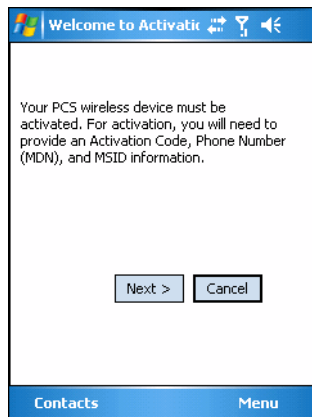 Welcome to Activatic
Your PCS wireless device must be
activated. For activation, you will need to
provide an Activation Code, Phone Number
(MDN), and MSID information.
Next > Cancel
Contacts Menu